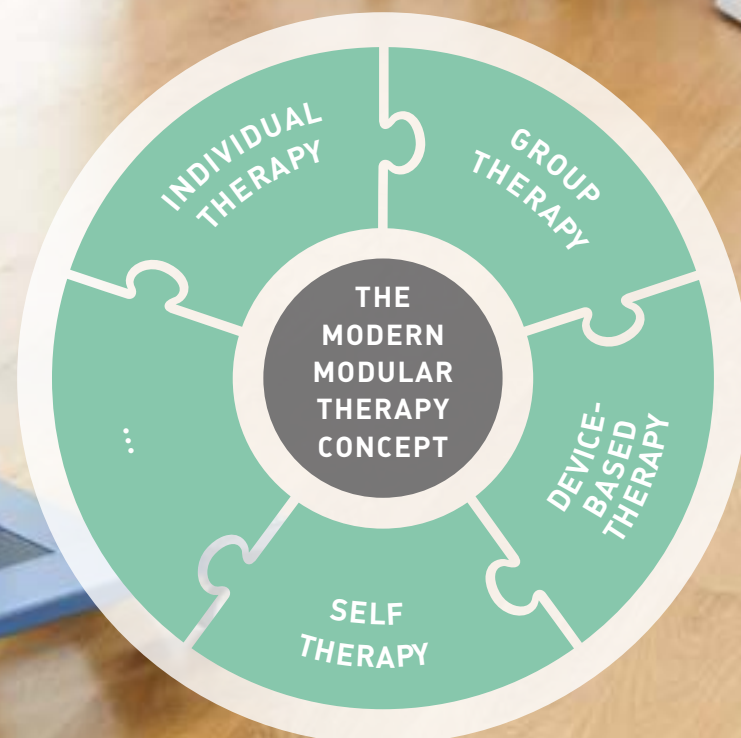 INDIVIDUAL
THERAPY
GROUP
THERAPY
THE
MODERN
MODULAR
THERAPY
CONCEPT
DEVICE-
BASED
THERAPY
...
SELF
THERAPY